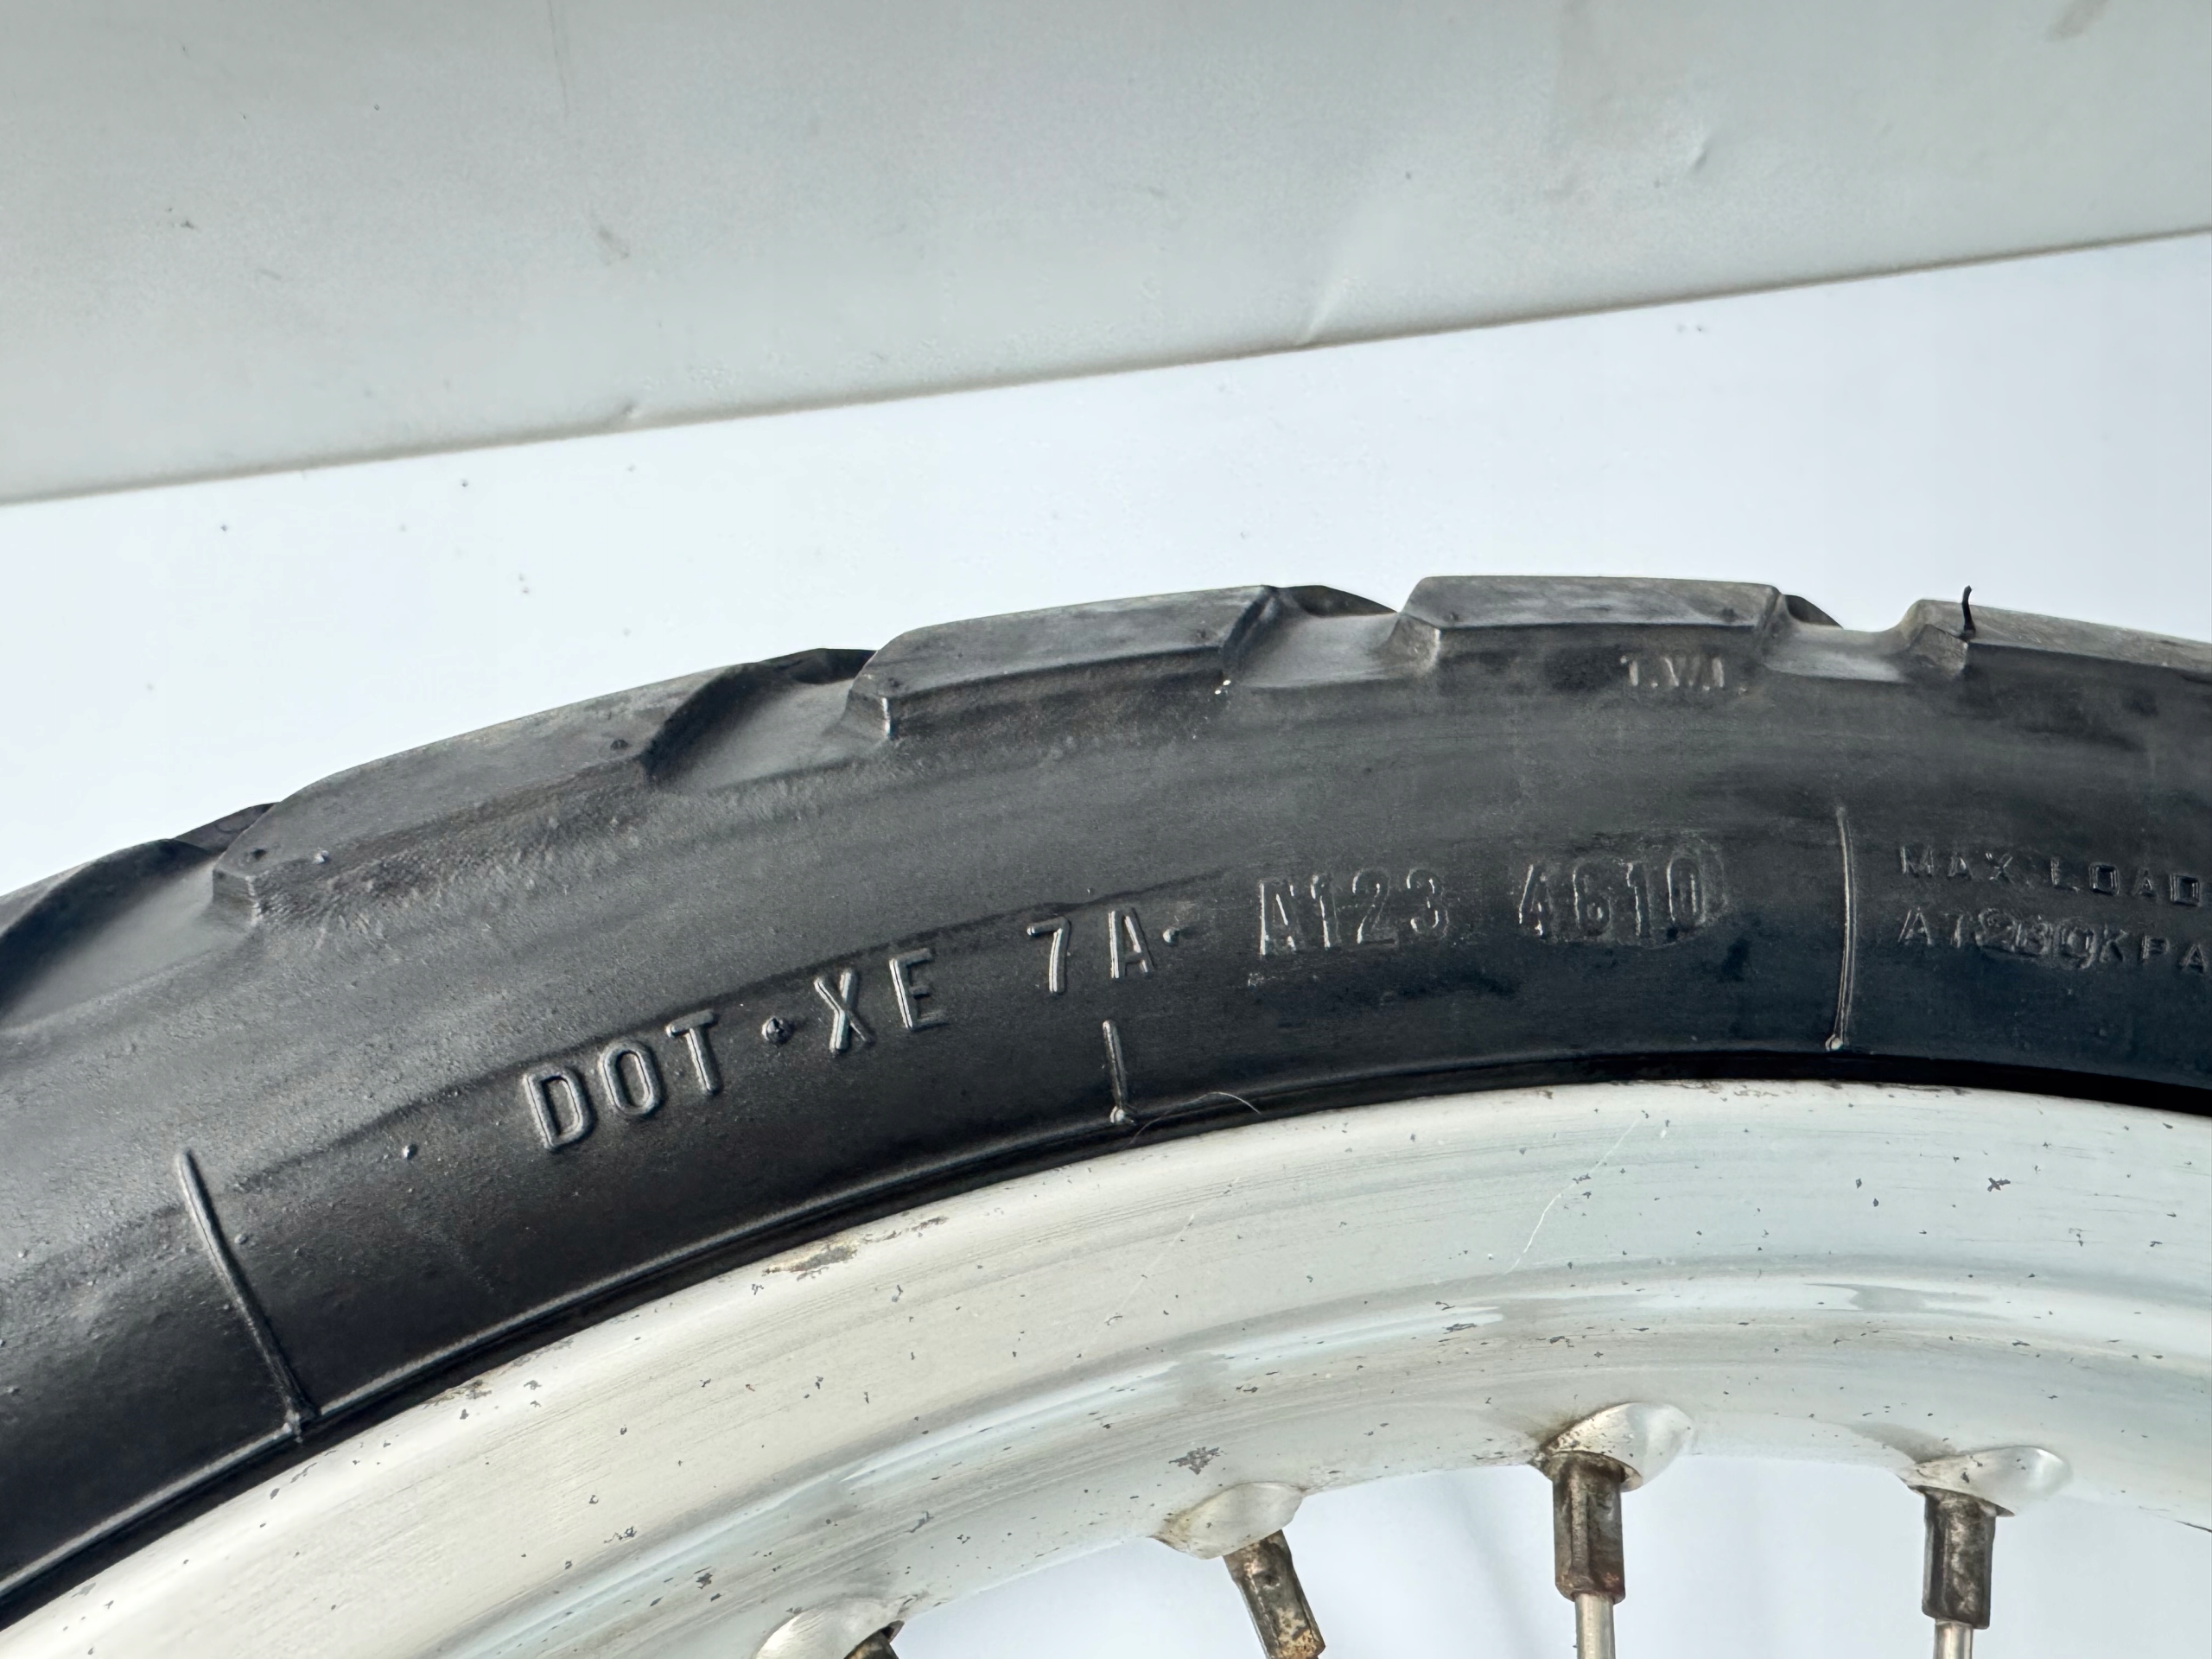 T.W.I.
DOT·XE 7A· A123 4610
MAX. LOAD
AT 280KPA